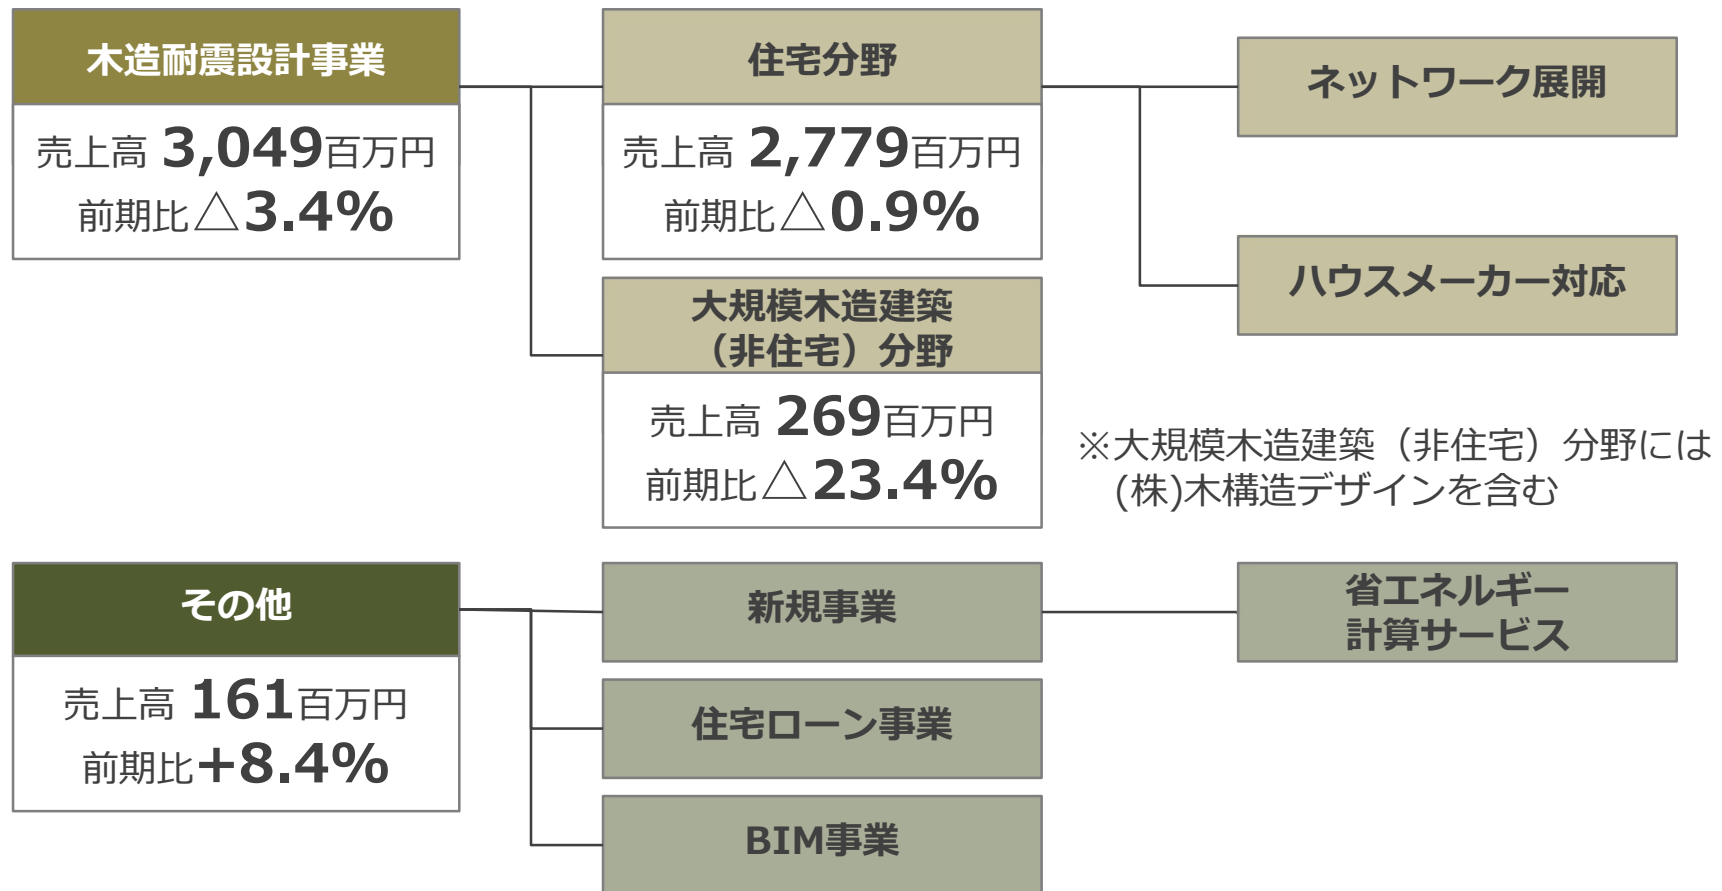 木造耐震設計事業
売上高 3,049百万円
前期比△3.4%
住宅分野
売上高 2,779百万円
前期比△0.9%
ネットワーク展開
ハウスメーカー対応
大規模木造建築
（非住宅）分野
売上高 269百万円
前期比△23.4%
※大規模木造建築（非住宅）分野には
(株)木構造デザインを含む
その他
売上高 161百万円
前期比+8.4%
新規事業
省エネルギー
計算サービス
住宅ローン事業
BIM事業